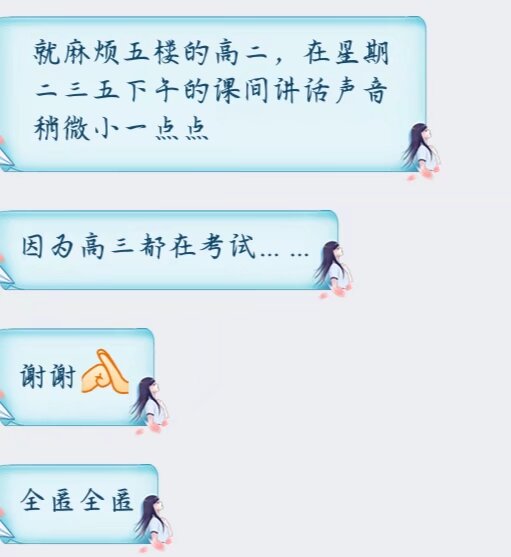 就麻烦五楼的高二，在星期
二三五下午的课间讲话声音
稍微小一点点
因为高三都在考试... ...
谢谢
全匿全匿